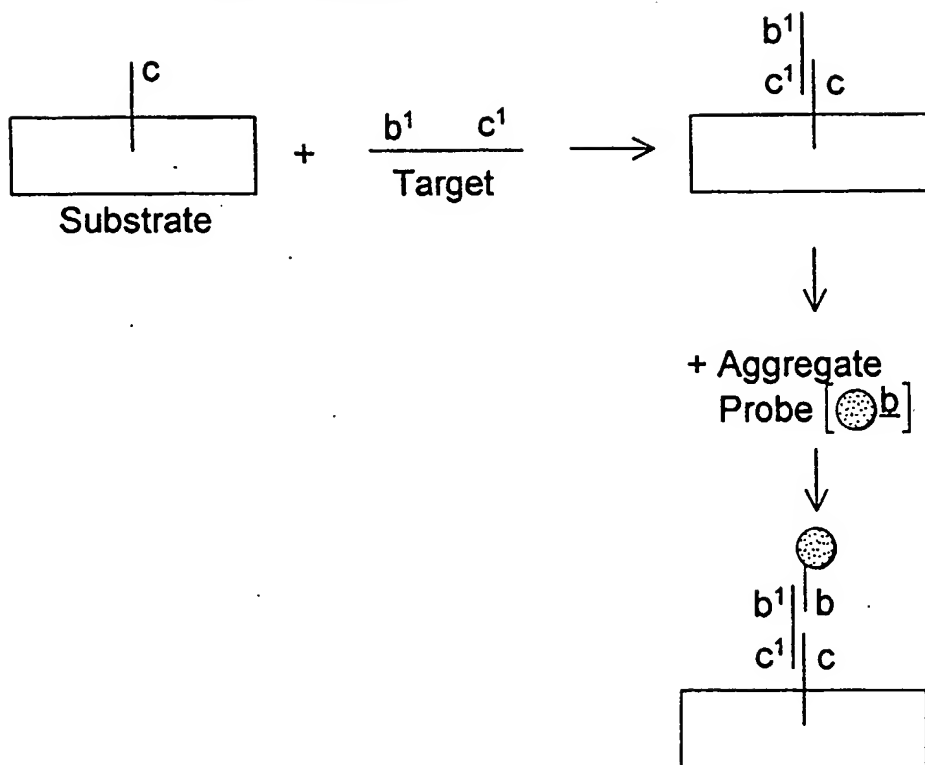 c
Substrate
+
b¹ c¹
Target
b¹
c¹ c
+ Aggregate
Probe [ b]
b¹ b
c¹ c